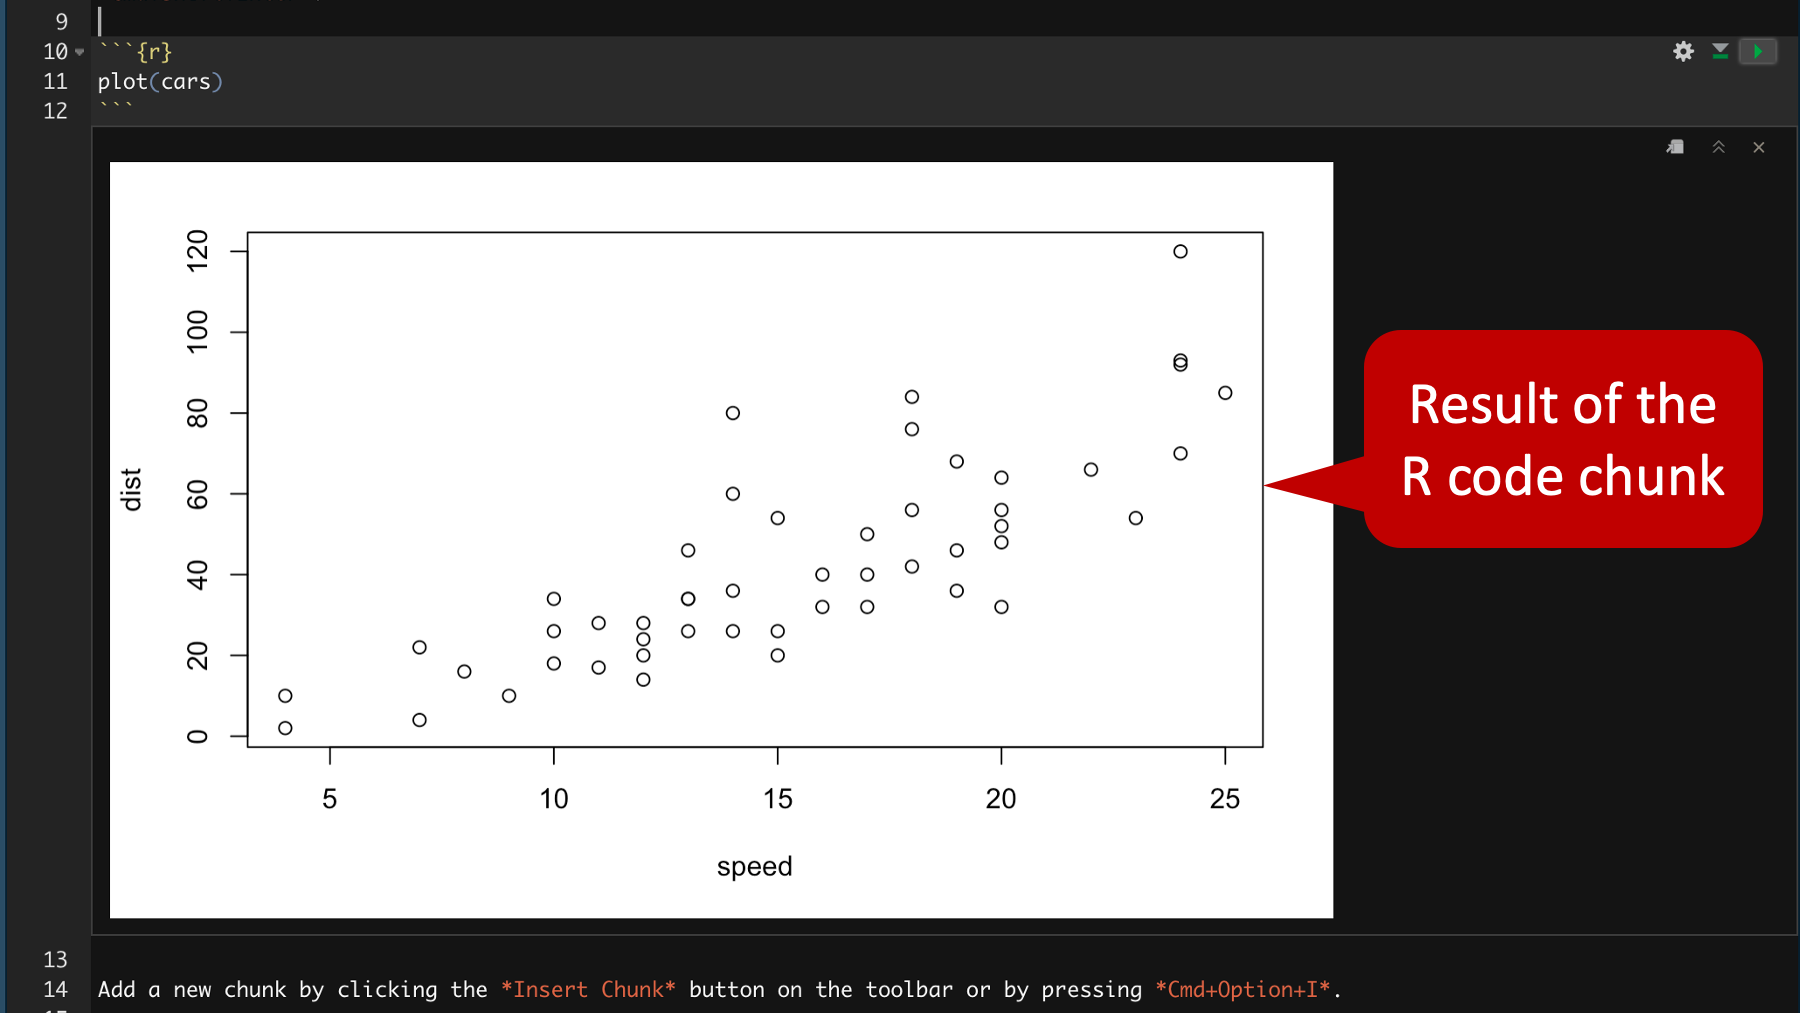 9
10 ```{r}
11 plot(cars)
12 ```
120
100
80
60
40
20
0
dist
5 10 15 20 25
speed
Result of the
R code chunk
13
14 Add a new chunk by clicking the *Insert Chunk* button on the toolbar or by pressing *Cmd+Option+I*.